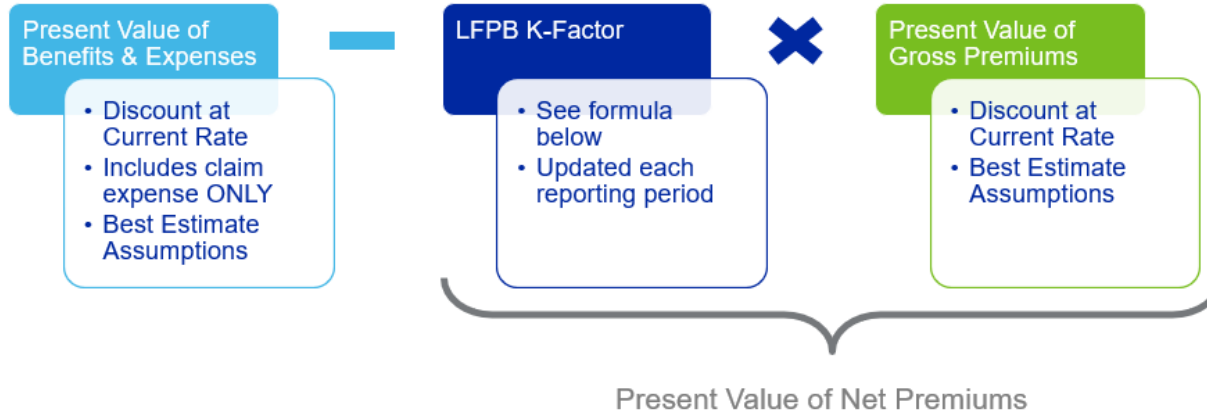 Present Value of
Benefits & Expenses
• Discount at
Current Rate
• Includes claim
expense ONLY
• Best Estimate
Assumptions
LFPB K-Factor
• See formula
below
• Updated each
reporting period
Present Value of
Gross Premiums
• Discount at
Current Rate
• Best Estimate
Assumptions
Present Value of Net Premiums